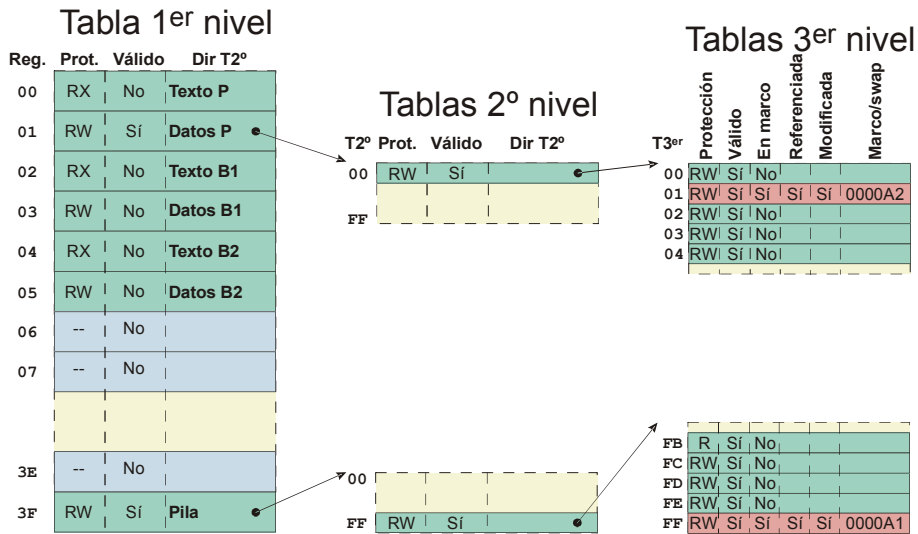 Tabla 1er nivel
Reg. Prot. Válido Dir T2º
00 RX No Texto P
01 RW Sí Datos P
02 RX No Texto B1
03 RW No Datos B1
04 RX No Texto B2
05 RW No Datos B2
06 -- No
07 -- No
3E -- No
3F RW Sí Pila
Tablas 2º nivel
T2º Prot. Válido Dir T2º
00 RW Sí
FF
00
FF RW Sí
Tablas 3er nivel
T3er Protección Válido En marco Referenciada Modificada Marco/swap
00 RW Sí No
01 RW Sí Sí Sí Sí 0000A2
02 RW Sí No
03 RW Sí No
04 RW Sí No
FB R Sí No
FC RW Sí No
FD RW Sí No
FE RW Sí No
FF RW Sí Sí Sí Sí 0000A1